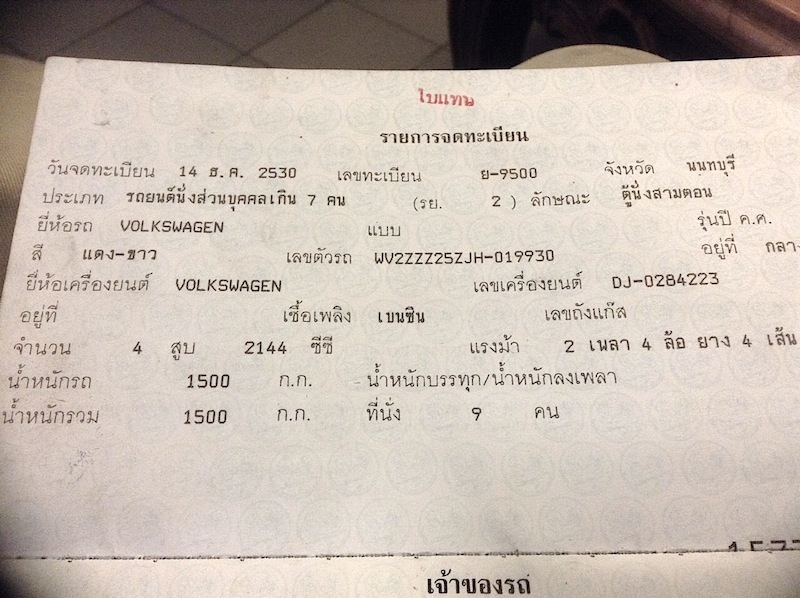 ใบแทน
รายการจดทะเบียน
วันจดทะเบียน 14 ธ.ค. 2530 เลขทะเบียน ย-9500 จังหวัด นนทบุรี
ประเภท รถยนต์นั่งส่วนบุคคลเกิน 7 คน (รย. 2 ) ลักษณะ ตู้นั่งสามตอน
ยี่ห้อรถ VOLKSWAGEN แบบ รุ่นปี ค.ศ.
สี แดง-ขาว เลขตัวรถ WV2ZZZ25ZJH-019930 อยู่ที่ กลาง
ยี่ห้อเครื่องยนต์ VOLKSWAGEN เลขเครื่องยนต์ DJ-0284223
อยู่ที่ เชื้อเพลิง เบนซิน เลขถังแก๊ส
จำนวน 4 สูบ 2144 ซีซี แรงม้า 2 เพลา 4 ล้อ ยาง 4 เส้น
น้ำหนักรถ 1500 ก.ก. น้ำหนักบรรทุก/น้ำหนักลงเพลา
น้ำหนักรวม 1500 ก.ก. ที่นั่ง 9 คน
เจ้าของรถ